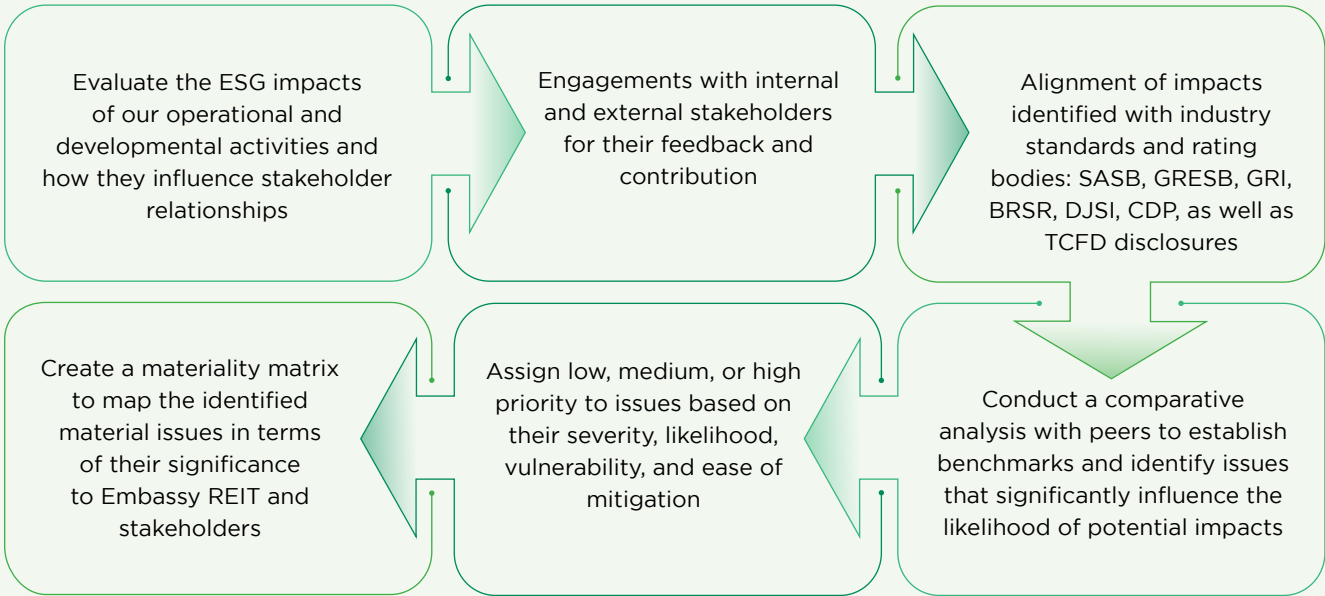 Evaluate the ESG impacts
of our operational and
developmental activities and
how they influence stakeholder
relationships
Engagements with internal
and external stakeholders
for their feedback and
contribution
Alignment of impacts
identified with industry
standards and rating
bodies: SASB, GRESB, GRI,
BRSR, DJSI, CDP, as well as
TCFD disclosures
Conduct a comparative
analysis with peers to establish
benchmarks and identify issues
that significantly influence the
likelihood of potential impacts
Assign low, medium, or high
priority to issues based on
their severity, likelihood,
vulnerability, and ease of
mitigation
Create a materiality matrix
to map the identified
material issues in terms
of their significance
to Embassy REIT and
stakeholders